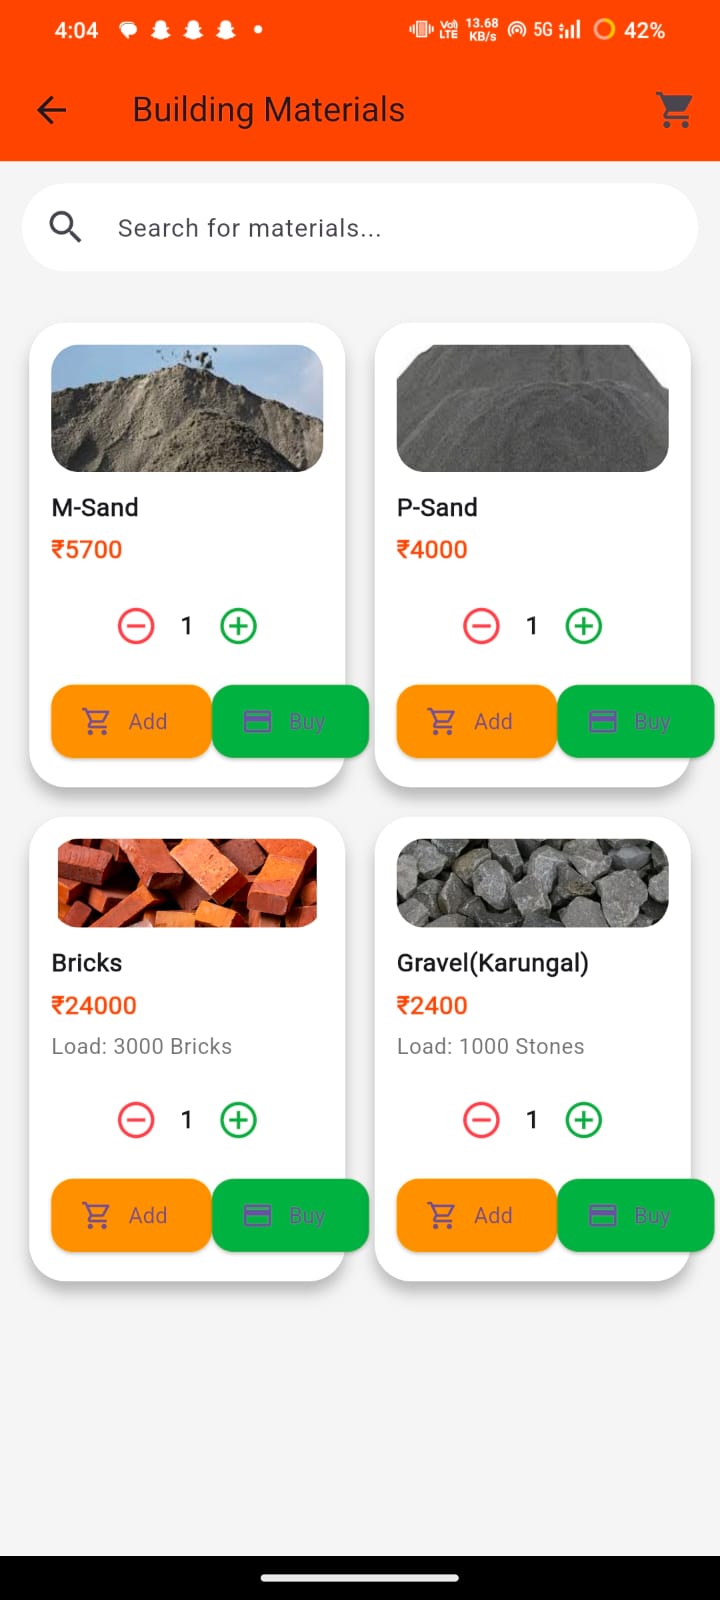 4:04 Vo) LTE 13.68 KB/s 5G 42%
Building Materials
Search for materials...
M-Sand
₹5700
1
Add Buy
P-Sand
₹4000
1
Add Buy
Bricks
₹24000
Load: 3000 Bricks
1
Add Buy
Gravel(Karungal)
₹2400
Load: 1000 Stones
1
Add Buy